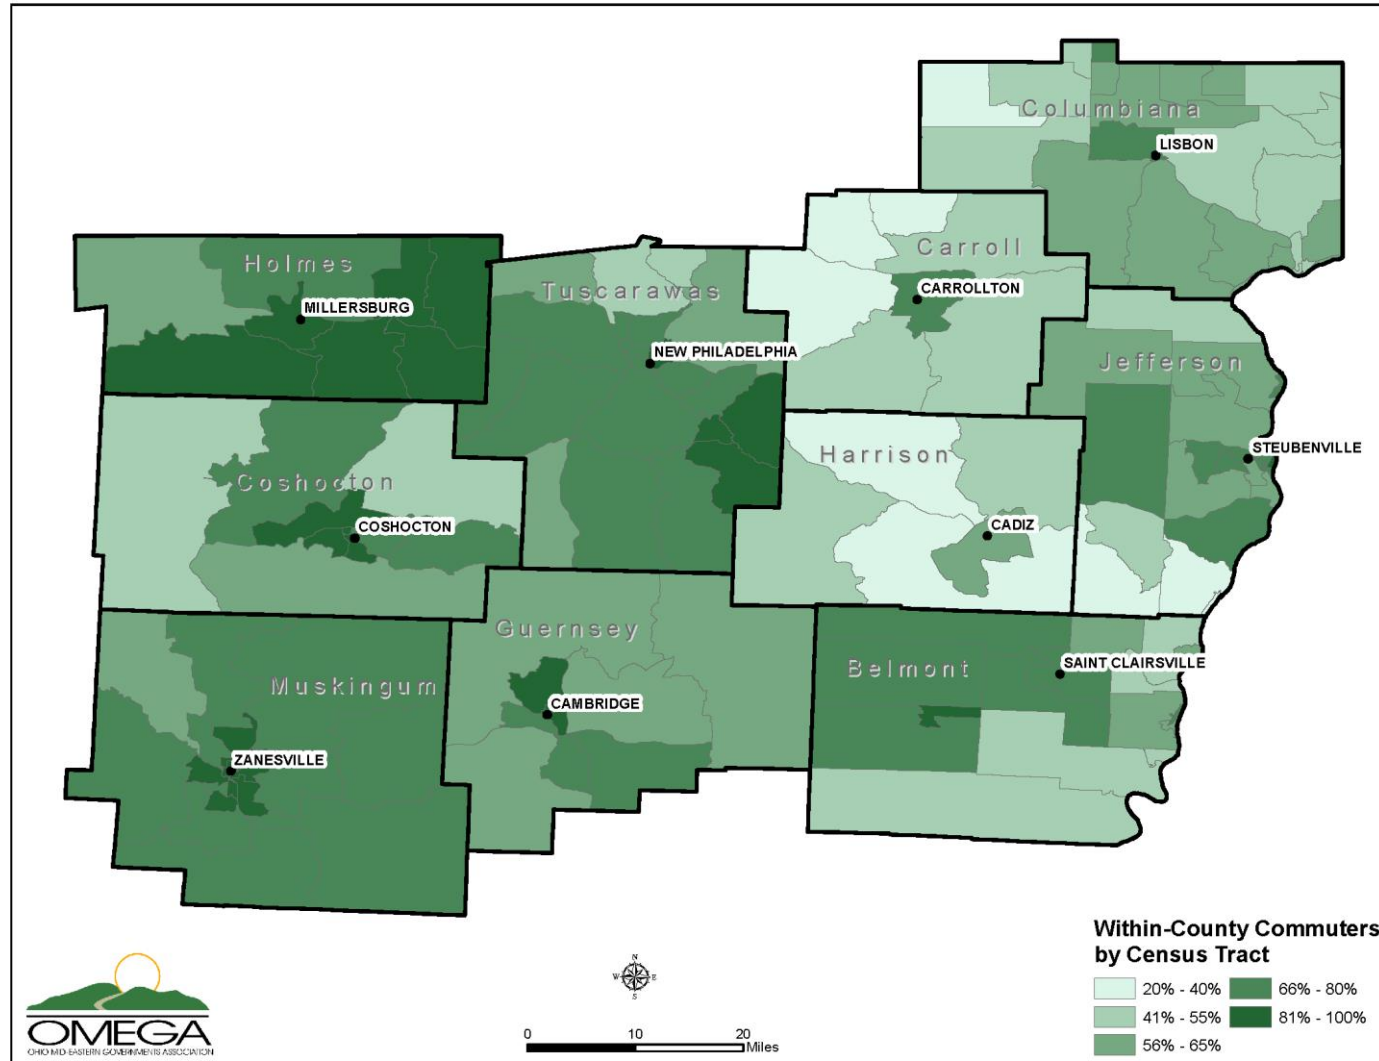 Columbiana
LISBON
Holmes
MILLERSBURG
Tuscarawas
NEW PHILADELPHIA
Carroll
CARROLLTON
Jefferson
STEUBENVILLE
Coshocton
COSHOCTON
Harrison
CADIZ
Guernsey
CAMBRIDGE
Belmont
SAINT CLAIRSVILLE
Muskingum
ZANESVILLE
Within-County Commuters
by Census Tract
20% - 40%
66% - 80%
41% - 55%
81% - 100%
56% - 65%
N
W E
S
0 10 20
Miles
OMEGA
OHIO MID-EASTERN GOVERNMENTS ASSOCIATION